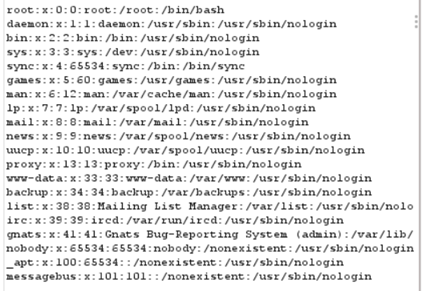 root:x:0:0:root:/root:/bin/bash
daemon:x:1:1:daemon:/usr/sbin:/usr/sbin/nologin
bin:x:2:2:bin:/bin:/usr/sbin/nologin
sys:x:3:3:sys:/dev:/usr/sbin/nologin
sync:x:4:65534:sync:/bin:/bin/sync
games:x:5:60:games:/usr/games:/usr/sbin/nologin
man:x:6:12:man:/var/cache/man:/usr/sbin/nologin
lp:x:7:7:lp:/var/spool/lpd:/usr/sbin/nologin
mail:x:8:8:mail:/var/mail:/usr/sbin/nologin
news:x:9:9:news:/var/spool/news:/usr/sbin/nologin
uucp:x:10:10:uucp:/var/spool/uucp:/usr/sbin/nologin
proxy:x:13:13:proxy:/bin:/usr/sbin/nologin
www-data:x:33:33:www-data:/var/www:/usr/sbin/nologin
backup:x:34:34:backup:/var/backups:/usr/sbin/nologin
list:x:38:38:Mailing List Manager:/var/list:/usr/sbin/nolo
irc:x:39:39:ircd:/var/run/ircd:/usr/sbin/nologin
gnats:x:41:41:Gnats Bug-Reporting System (admin):/var/lib/
nobody:x:65534:65534:nobody:/nonexistent:/usr/sbin/nologin
_apt:x:100:65534::/nonexistent:/usr/sbin/nologin
messagebus:x:101:101::/nonexistent:/usr/sbin/nologin